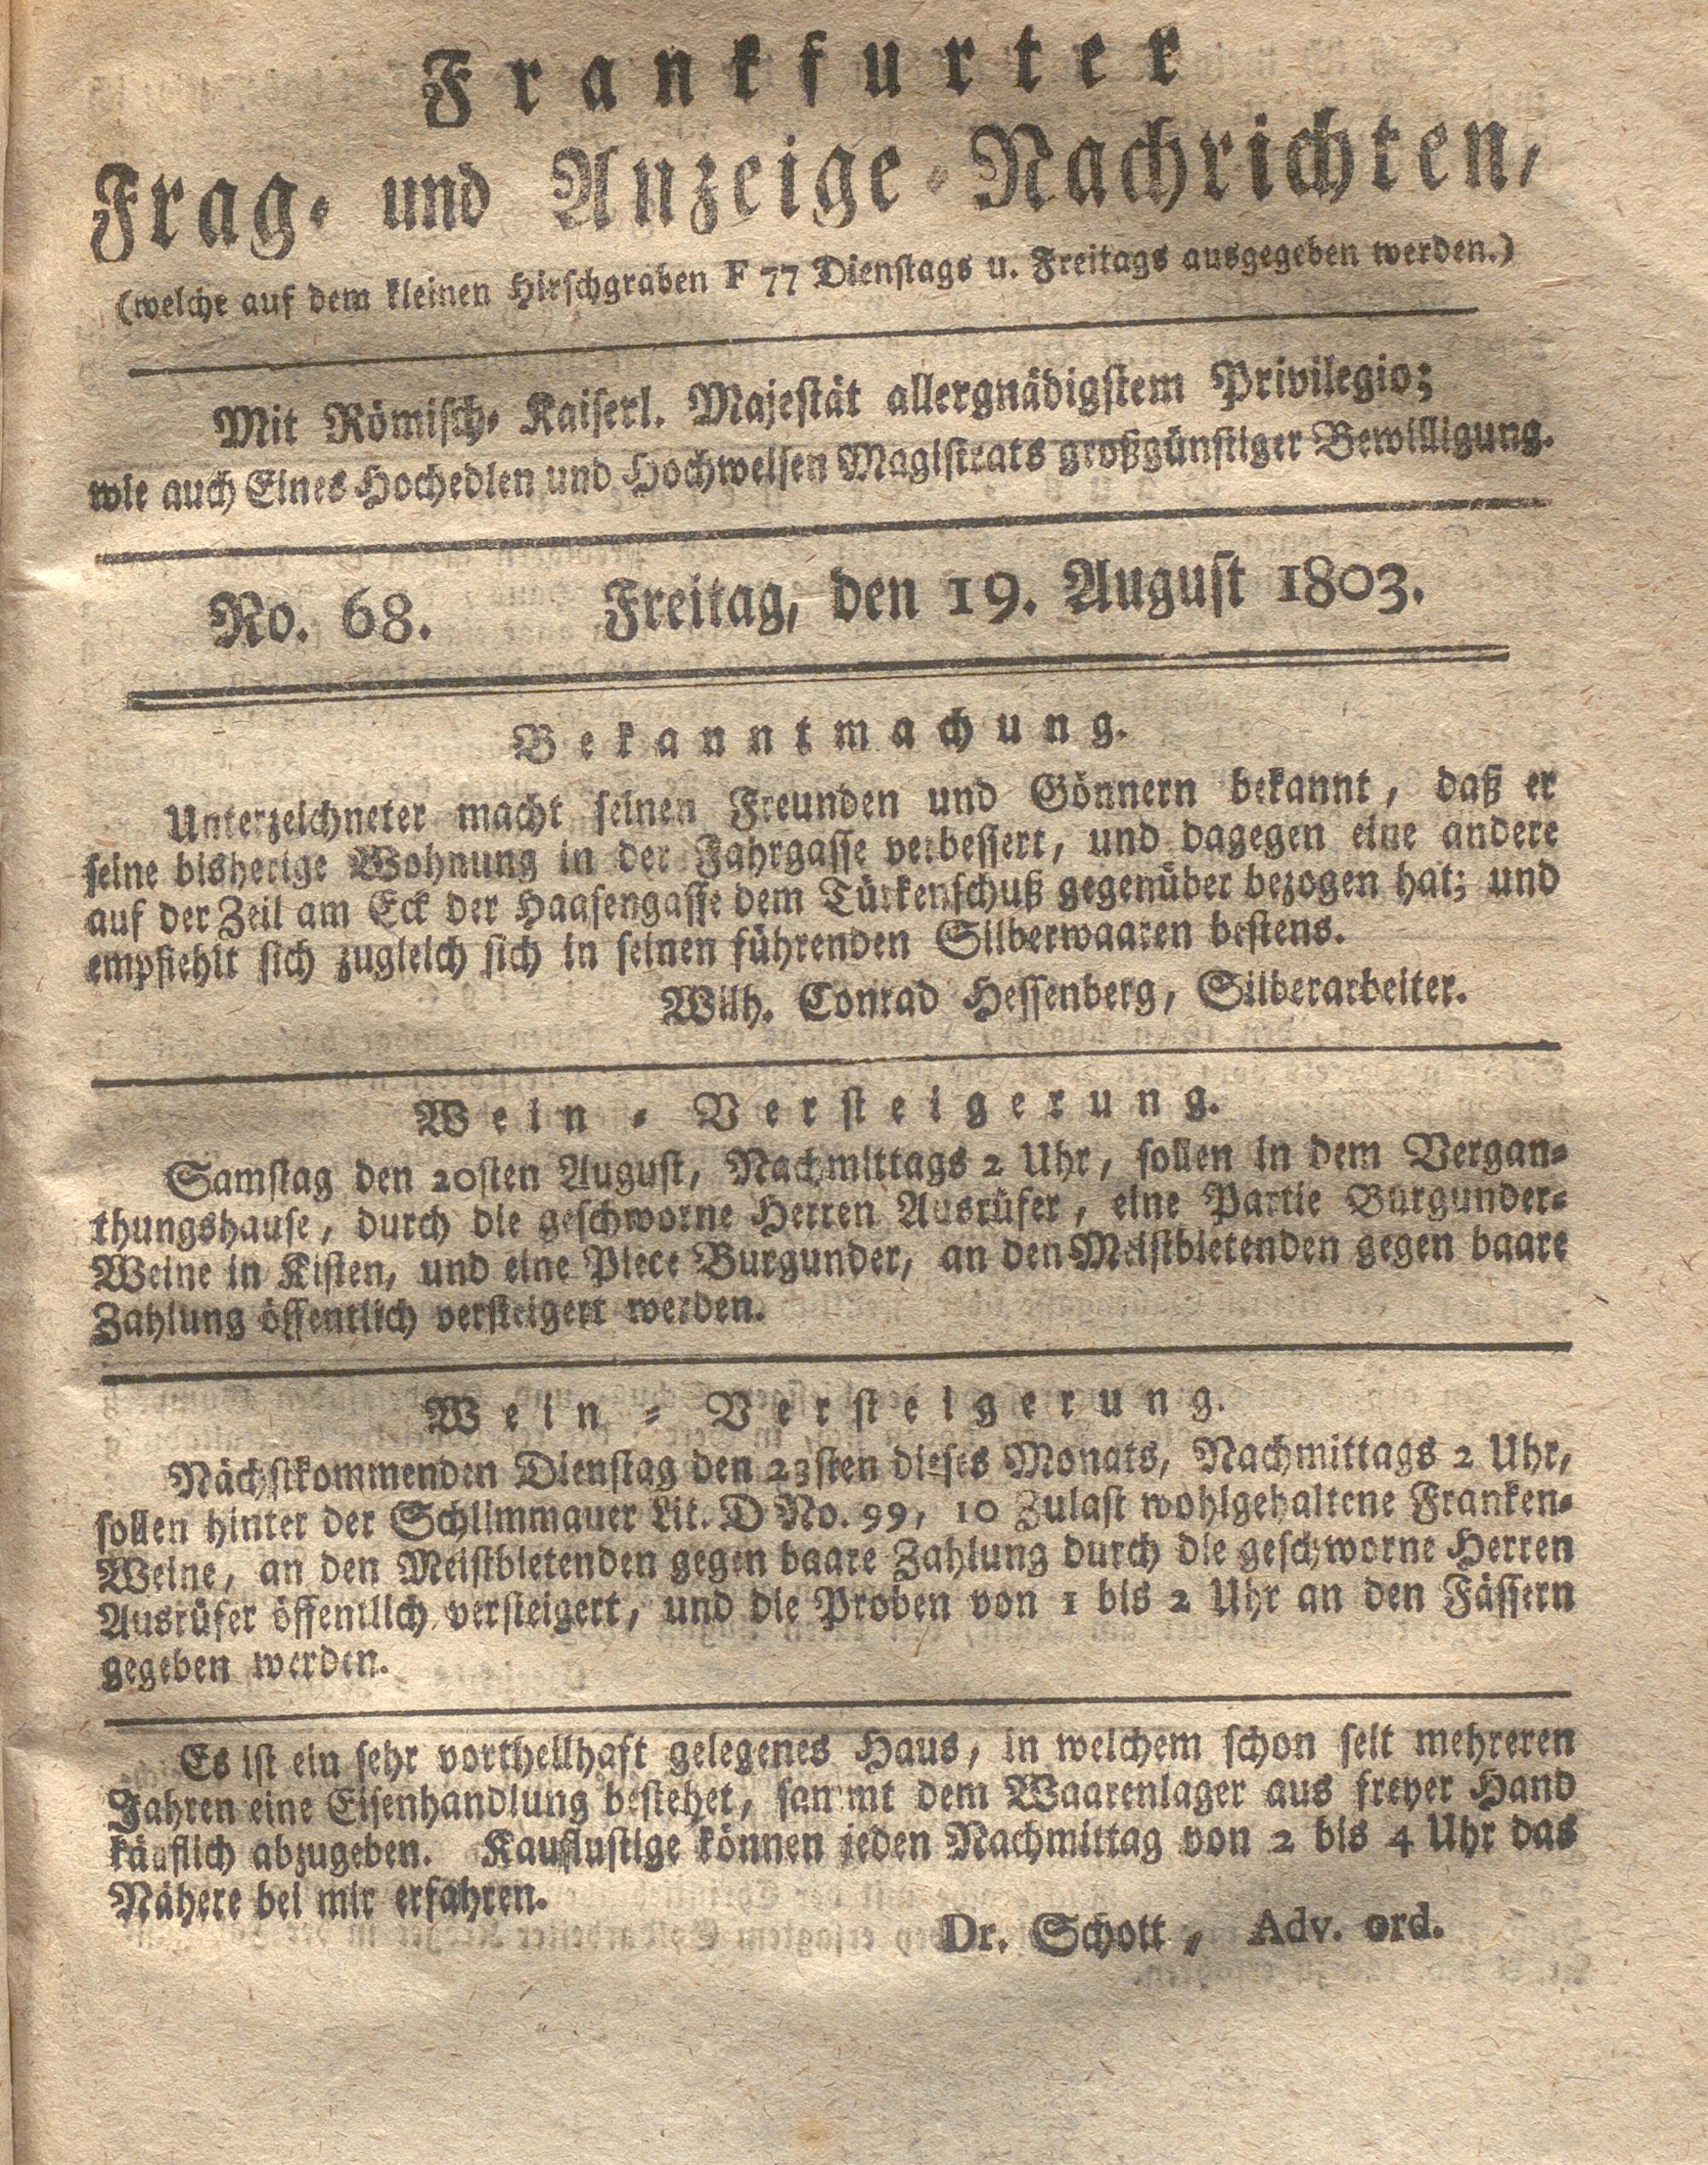 Frankfurter
Frag- und Anzeige-Nachrichten,
(welche auf dem kleinen Hirschgraben F 77 Dienstags u. Freitags ausgegeben werden.)
Mit Römisch- Kaiserl. Majestät allergnädigstem Privilegio;
wie auch Eines Hochedlen und Hochweisen Magistrats großgünstiger Bewilligung.
No. 68. Freitag, den 19. August 1803.
Bekanntmachung.
Unterzeichneter macht seinen Freunden und Gönnern bekannt, daß er
seine bisherige Wohnung in der Fahrgasse verbessert, und dagegen eine andere
auf der Zeil am Eck der Haasengasse dem Türkenschuß gegenüber bezogen hat; und
empfiehlt sich zugleich sich in seinen führenden Silberwaaren bestens.
Wilh. Conrad Hessenberg, Silberarbeiter.
Wein-Versteigerung.
Samstag den 20sten August, Nachmittags 2 Uhr, sollen in dem Vergan-
thungshause, durch die geschworne Herren Ausrüfer, eine Partie Burgunder-
Weine in Kisten, und eine Piece Burgunder, an den Meistbietenden gegen baare
Zahlung öffentlich versteigert werden.
Wein-Versteigerung.
Nächstkommenden Dienstag den 23sten dieses Monats, Nachmittags 2 Uhr,
sollen hinter der Schlimmauer Lit. D No. 99, 10 Zulast wohlgehaltene Franken-
Weine, an den Meistbietenden gegen baare Zahlung durch die geschworne Herren
Ausrüfer öffentlich versteigert, und die Proben von 1 bis 2 Uhr an den Fässern
gegeben werden.
Es ist ein sehr vortheilhaft gelegenes Haus, in welchem schon seit mehreren
Jahren eine Eisenhandlung bestehet, sammt dem Waarenlager aus freyer Hand
käuflich abzugeben. Kauflustige können jeden Nachmittag von 2 bis 4 Uhr das
Nähere bei mir erfahren.
Dr. Schott, Adv. ord.